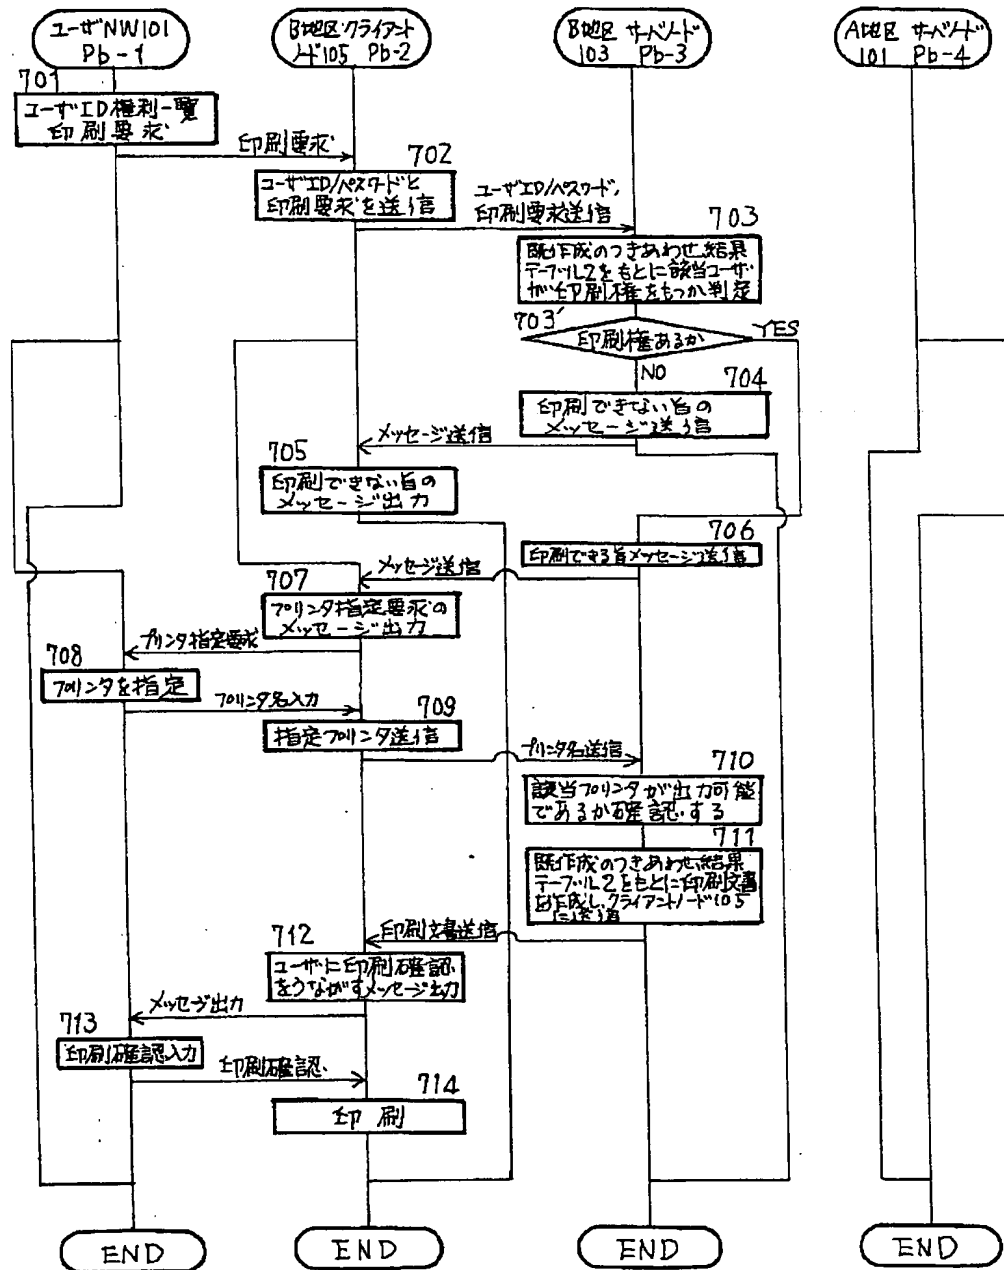 ユーザNW101
Pb-1
B地区クライアント
ノード105 Pb-2
B地区 サーバノード
103 Pb-3
A地区 サーバノード
101 Pb-4
701
ユーザID権利一覧
印刷要求
印刷要求
702
ユーザID/パスワードと
印刷要求を送信
ユーザID/パスワード,
印刷要求送信
703
既作成のつきあわせ結果
テーブル2をもとに該当ユーザ
が印刷権をもつか判定
703'
印刷権あるか
YES
NO
704
印刷できない旨の
メッセージ送信
メッセージ送信
705
印刷できない旨の
メッセージ出力
706
印刷できる旨メッセージ送信
メッセージ送信
707
プリンタ指定要求の
メッセージ出力
プリンタ指定要求
708
プリンタを指定
プリンタ名入力
709
指定プリンタ送信
プリンタ名送信
710
該当プリンタが出力可能
であるか確認する
711
既作成のつきあわせ結果
テーブル2をもとに印刷文書
を作成し、クライアントノード105
に送信
印刷文書送信
712
ユーザに印刷確認
をうながすメッセージ出力
メッセージ出力
713
印刷確認入力
印刷確認
714
印刷
END
END
END
END